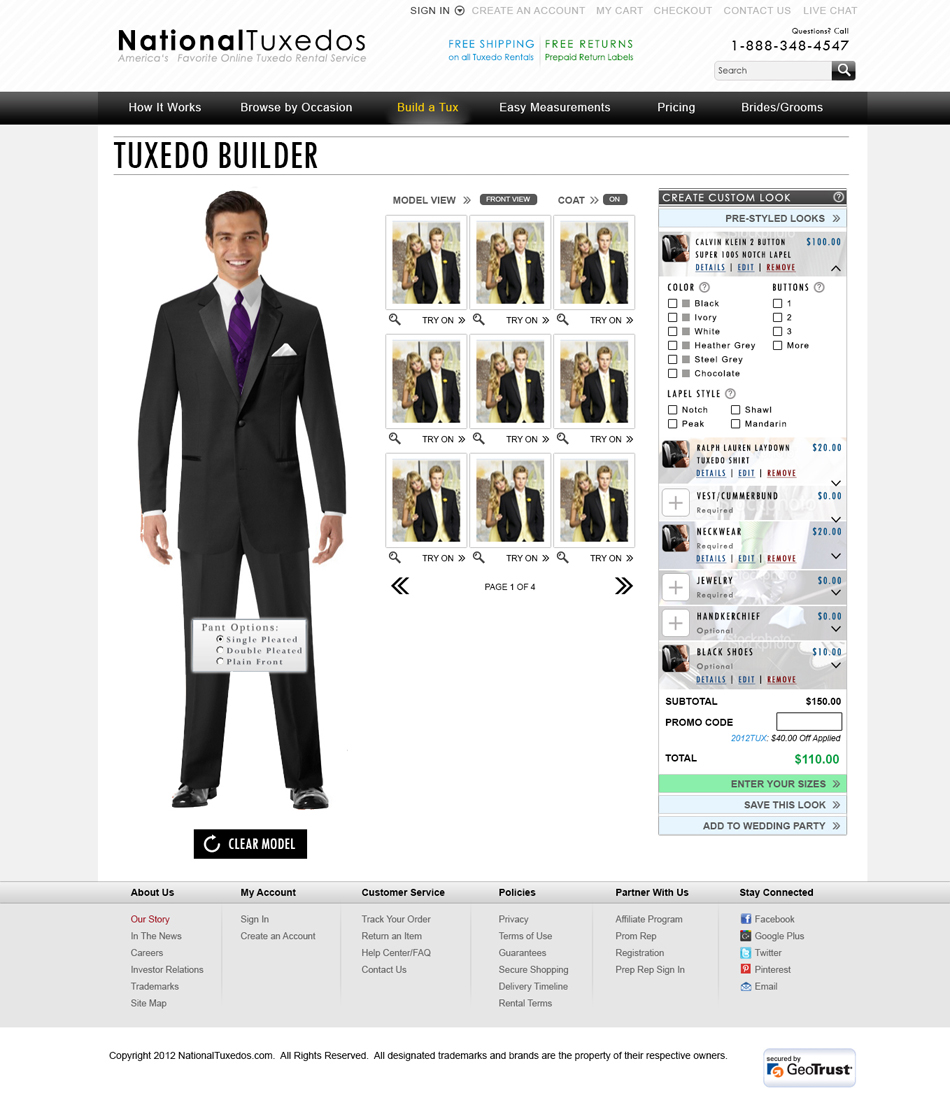 SIGN IN CREATE AN ACCOUNT MY CART CHECKOUT CONTACT US LIVE CHAT
NationalTuxedos
America's Favorite Online Tuxedo Rental Service
FREE SHIPPING
on all Tuxedo Rentals
FREE RETURNS
Prepaid Return Labels
Questions? Call
1-888-348-4547
Search
How It Works Browse by Occasion Build a Tux Easy Measurements Pricing Brides/Grooms
TUXEDO BUILDER
Pant Options:
Single Pleated
Double Pleated
Plain Front
CLEAR MODEL
MODEL VIEW » FRONT VIEW COAT » ON
TRY ON » TRY ON » TRY ON »
TRY ON » TRY ON » TRY ON »
TRY ON » TRY ON » TRY ON »
« PAGE 1 OF 4 »
CREATE CUSTOM LOOK ?
PRE-STYLED LOOKS »
CALVIN KLEIN 2 BUTTON $100.00
SUPER 100S NOTCH LAPEL
DETAILS | EDIT | REMOVE
COLOR ? BUTTONS ?
Black 1
Ivory 2
White 3
Heather Grey More
Steel Grey
Chocolate
LAPEL STYLE ?
Notch Shawl
Peak Mandarin
RALPH LAUREN LAYDOWN $20.00
TUXEDO SHIRT
DETAILS | EDIT | REMOVE
VEST/CUMMERBUND $0.00
Required
NECKWEAR $20.00
Required
DETAILS | EDIT | REMOVE
JEWELRY $0.00
Required
HANDKERCHIEF $0.00
Optional
BLACK SHOES $10.00
Optional
DETAILS | EDIT | REMOVE
SUBTOTAL $150.00
PROMO CODE
2012TUX: $40.00 Off Applied
TOTAL $110.00
ENTER YOUR SIZES »
SAVE THIS LOOK »
ADD TO WEDDING PARTY »
About Us
Our Story
In The News
Careers
Investor Relations
Trademarks
Site Map
My Account
Sign In
Create an Account
Customer Service
Track Your Order
Return an Item
Help Center/FAQ
Contact Us
Policies
Privacy
Terms of Use
Guarantees
Secure Shopping
Delivery Timeline
Rental Terms
Partner With Us
Affiliate Program
Prom Rep
Registration
Prep Rep Sign In
Stay Connected
Facebook
Google Plus
Twitter
Pinterest
Email
Copyright 2012 NationalTuxedos.com. All Rights Reserved. All designated trademarks and brands are the property of their respective owners.
secured by
GeoTrust